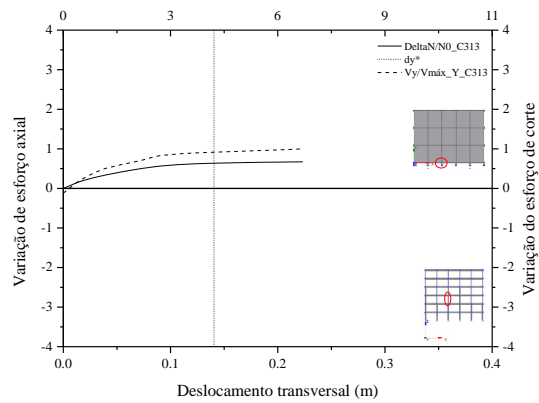 0 3 6 9 11
4 4
DeltaN/N0_C313
dy*
Vy/Vmáx_Y_C313
3 3
2 2
1 1
0 0
-1 -1
-2 -2
-3 -3
-4 -4
0.0 0.1 0.2 0.3 0.4
Variação de esforço axial
Variação do esforço de corte
Deslocamento transversal (m)